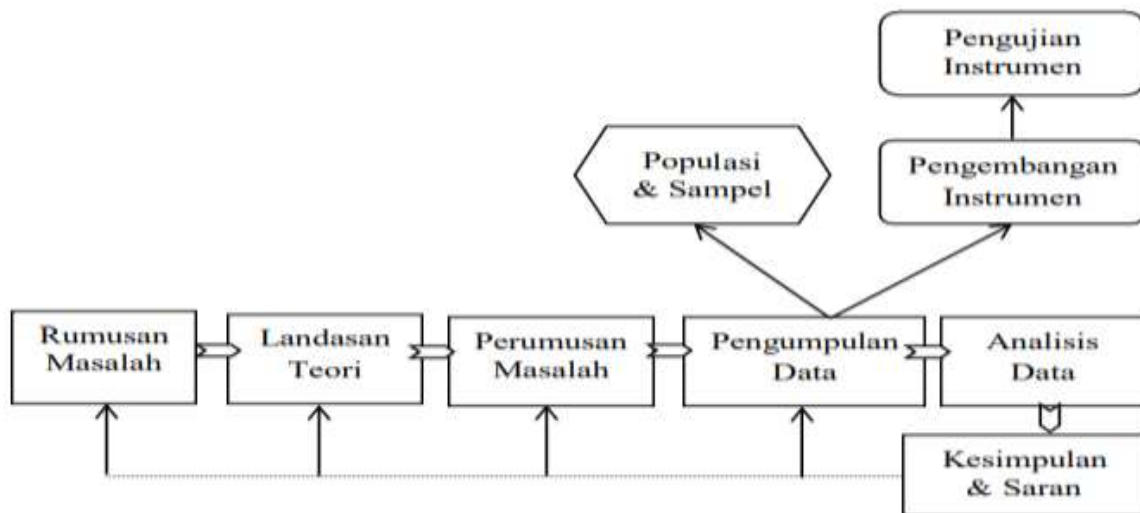 Pengujian
Instrumen
Populasi
& Sampel
Pengembangan
Instrumen
Rumusan
Masalah
Landasan
Teori
Perumusan
Masalah
Pengumpulan
Data
Analisis
Data
Kesimpulan
& Saran